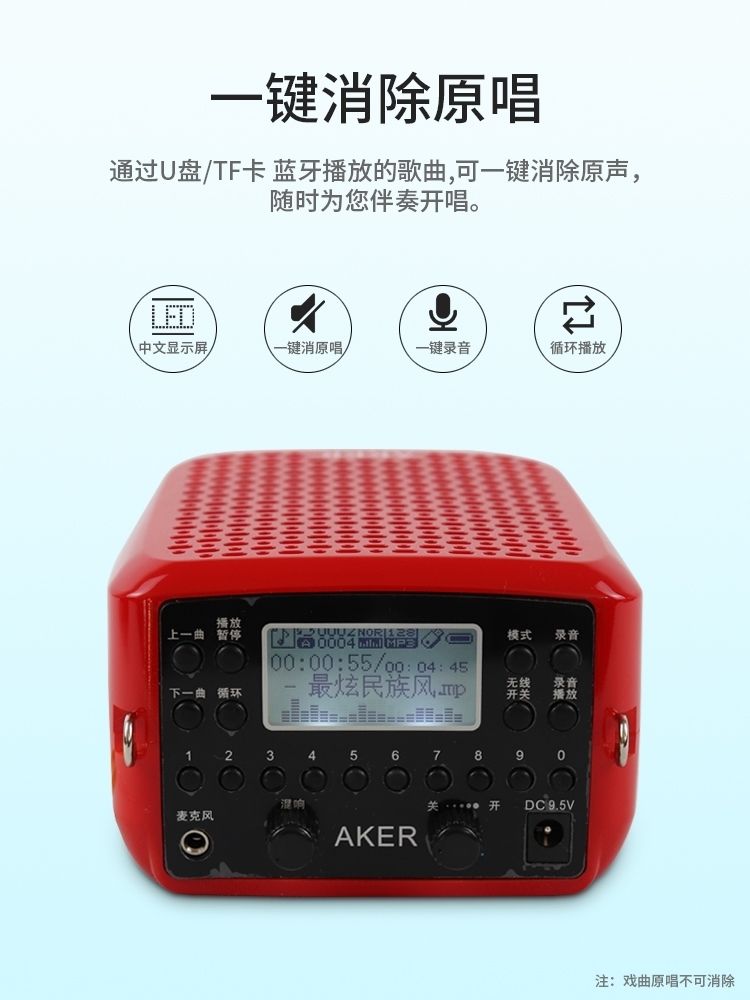 一键消除原唱
通过U盘/TF卡 蓝牙播放的歌曲,可一键消除原声，
随时为您伴奏开唱。
LED
中文显示屏
一键消原唱
一键录音
循环播放
上一曲
播放
暂停
下一曲
循环
0002 NOR 128
A 0004 MP3
00:00:55/00:04:45
- 最炫民族风.mp
模式
录音
无线
开关
录音
播放
1 2 3 4 5 6 7 8 9 0
麦克风
混响
AKER
关
开
DC 9.5V
注：戏曲原唱不可消除